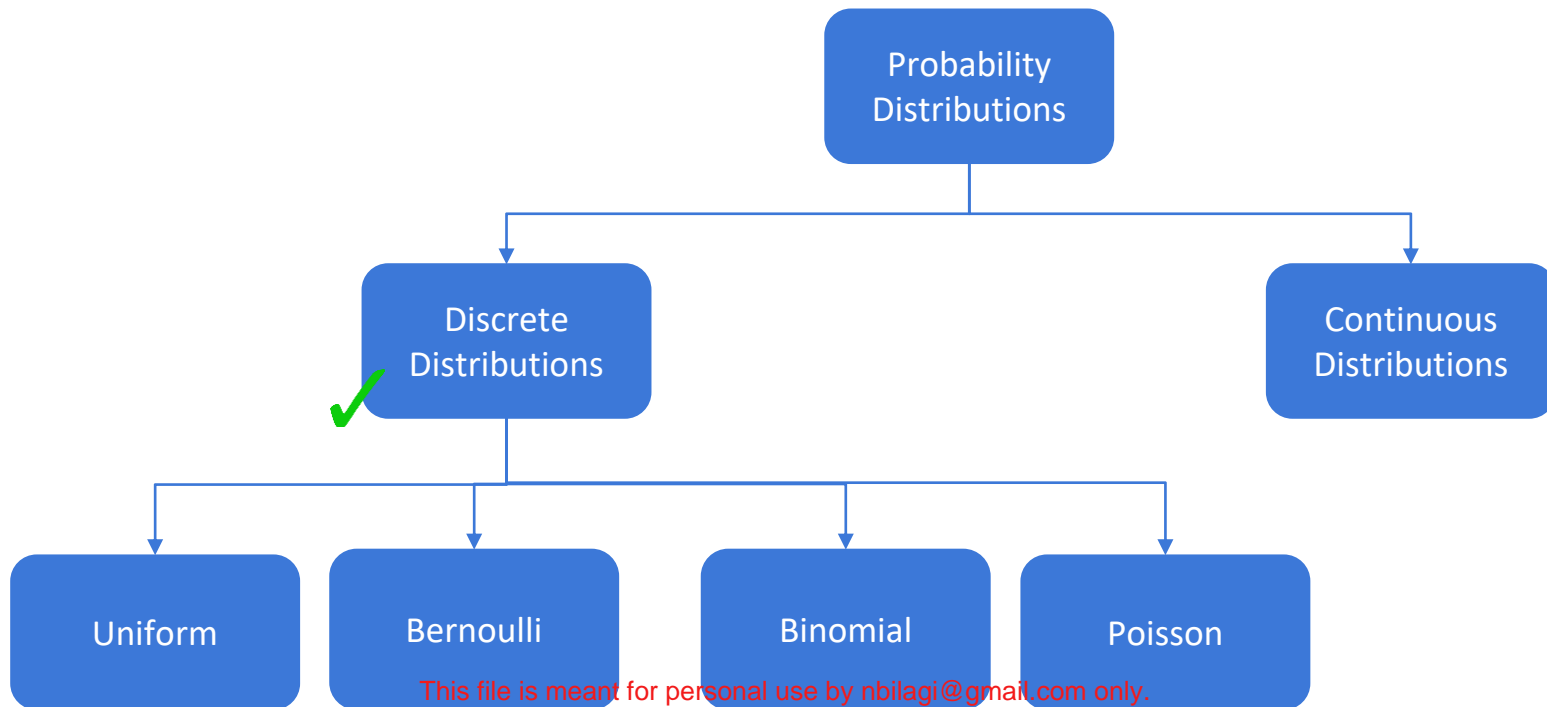 Probability
Distributions
Discrete
Distributions
Continuous
Distributions
Uniform
Bernoulli
Binomial
Poisson
This file is meant for personal use by nbilagi@gmail.com only.